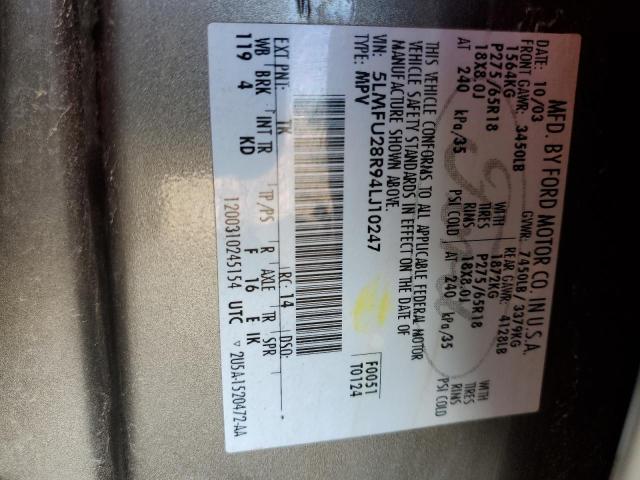 MFD. BY FORD MOTOR CO. IN U.S.A.
DATE: 10/03 GVWR: 7450LB/3379KG
FRONT GAWR: 3450LB REAR GAWR: 4128LB
1564KG WITH 1872KG WITH
P275/65R18 TIRES P275/65R18 TIRES
18X8.0J RIMS 18X8.0J RIMS
AT 240 kPa/35 PSI COLD AT 240 kPa/35 PSI COLD
THIS VEHICLE CONFORMS TO ALL APPLICABLE FEDERAL MOTOR
VEHICLE SAFETY STANDARDS IN EFFECT ON THE DATE OF
MANUFACTURE SHOWN ABOVE.
VIN: 5LMFU28R94LJ10247 F0051
TYPE: MPV T0124
EXT PNT: TK RC: 14 DSO:
WB BRK INT TR TP/PS R AXLE TR SPR
119 4 KD F 16 E IK
1200310245154 UTC ▽ 2U5A-1520472-AA